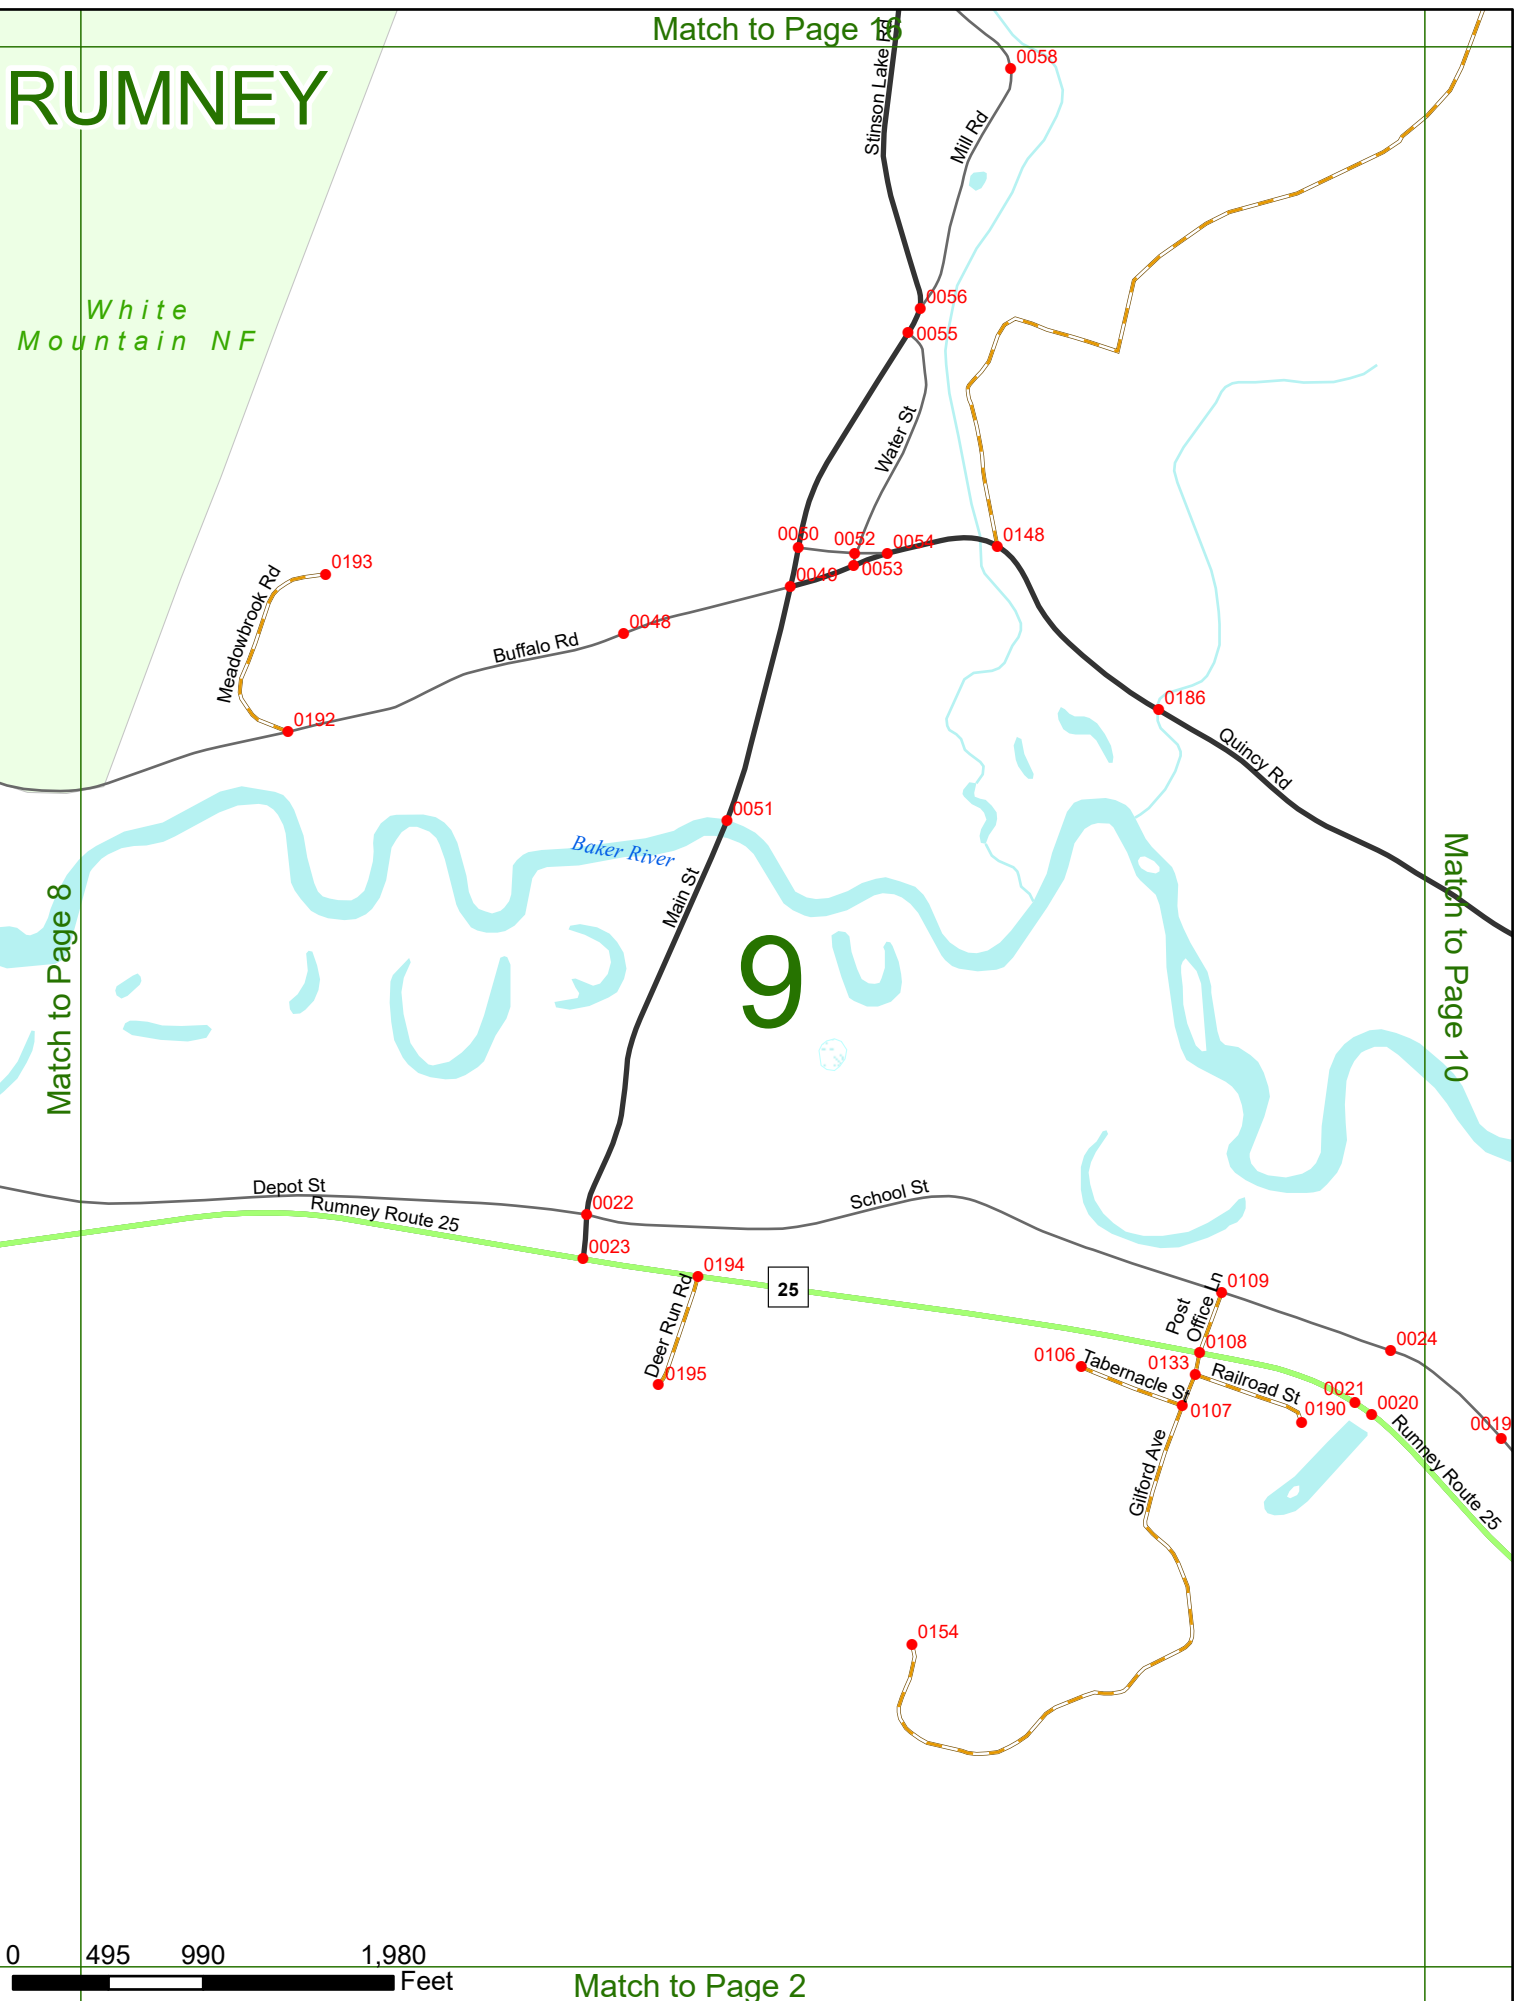 Match to Page 16
RUMNEY
Stinson Lake Rd
0058
Mill Rd
White
Mountain NF
0056
0055
Water St
0050
0052
0054
0148
0053
0049
0193
Meadowbrook Rd
0048
Buffalo Rd
0192
0186
Quincy Rd
0051
Baker River
Main St
Match to Page 8
9
Match to Page 10
Depot St
Rumney Route 25
0022
School St
0023
0194
25
Deer Run Rd
0195
0109
Post
Office Ln
0108
0024
0106
Tabernacle St
0133
Railroad St
0021
0020
0190
0107
0019
Rumney Route 25
Gilford Ave
0154
0 495 990 1,980
Feet
Match to Page 2